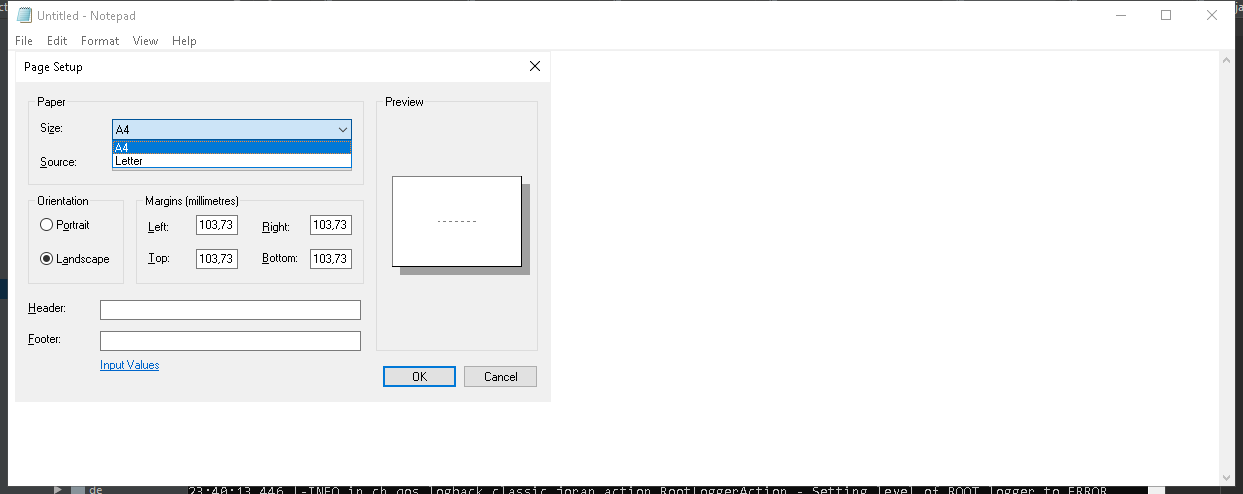 Untitled - Notepad
File Edit Format View Help
Page Setup
Paper
Size: A4
A4
Letter
Source:
Orientation
Portrait
Landscape
Margins (millimetres)
Left: 103,73 Right: 103,73
Top: 103,73 Bottom: 103,73
Header:
Footer:
Input Values
Preview
OK Cancel
de 23:40:13,446 |-INFO in ch.qos.logback.classic.joran.action.RootLoggerAction - Setting level of ROOT logger to ERROR